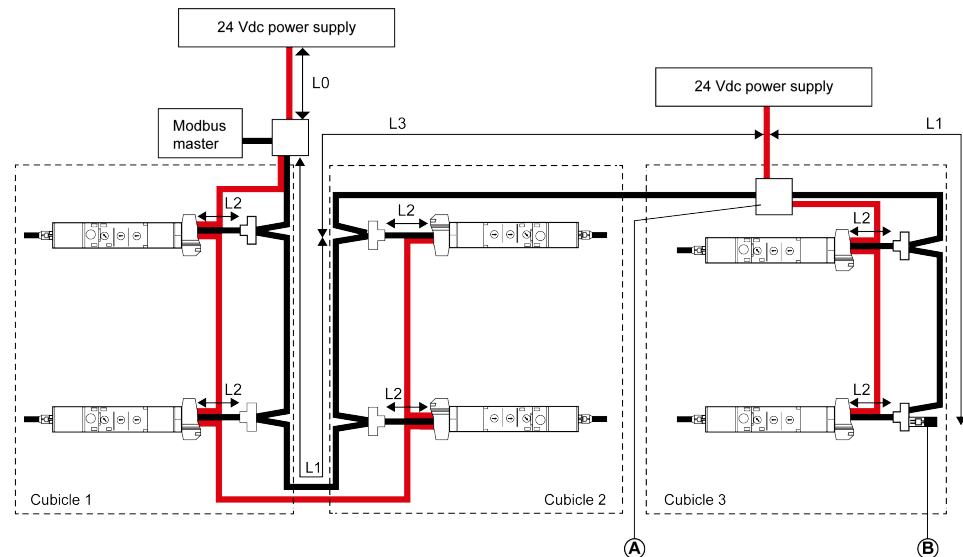 24 Vdc power supply
L0
24 Vdc power supply
Modbus
master
L3
L1
L2
L2
L2
L2
L2
L2
L1
Cubicle 1
Cubicle 2
Cubicle 3
A
B